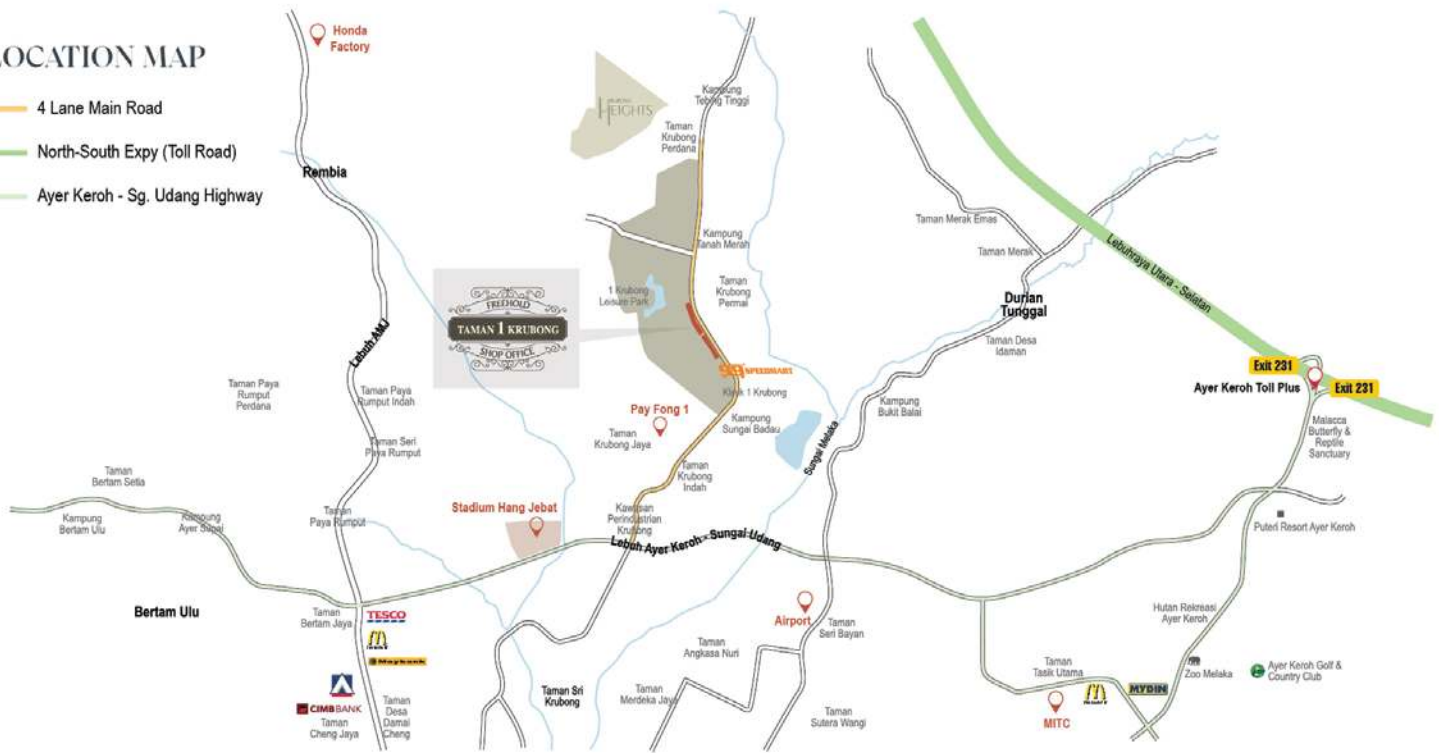 LOCATION MAP
4 Lane Main Road
North-South Expy (Toll Road)
Ayer Keroh - Sg. Udang Highway
Honda
Factory
Rembia
HEIGHTS
Kampung
Tebing Tinggi
Taman
Krubong
Perdana
Kampung
Tanah Merah
Taman
Krubong
Permai
1 Krubong
Leisure Park
FREEHOLD
TAMAN 1 KRUBONG
SHOP OFFICE
99 SPEEDMART
Klinik 1 Krubong
Kampung
Sungai Badau
Pay Fong 1
Taman
Krubong Jaya
Taman
Krubong
Indah
Kawasan
Perindustrian
Krubong
Stadium Hang Jebat
Lebuh Ayer Keroh - Sungai Udang
Lebuh AMJ
Taman Paya
Rumput
Perdana
Taman Paya
Rumput Indah
Taman Seri
Paya Rumput
Taman
Paya Rumput
Taman
Bertam Setia
Kampung
Bertam Ulu
Kampung
Ayer Supai
Bertam Ulu
Taman
Bertam Jaya
TESCO
Maybank
CIMB BANK
Taman
Cheng Jaya
Taman
Desa
Damai
Cheng
Taman Sri
Krubong
Taman
Merdeka Jaya
Taman
Angkasa Nuri
Airport
Taman
Seri Bayan
Taman
Sutera Wangi
Sungai Melaka
Kampung
Bukit Balai
Taman Desa
Idaman
Durian
Tunggal
Taman Merak
Taman Merak Emas
Lebuhraya Utara - Selatan
Exit 231
Exit 231
Ayer Keroh Toll Plus
Malacca
Butterfly &
Reptile
Sanctuary
Puteri Resort Ayer Keroh
Hutan Rekreasi
Ayer Keroh
Zoo Melaka
Ayer Keroh Golf &
Country Club
Taman
Tasik Utama
MITC
MYDIN